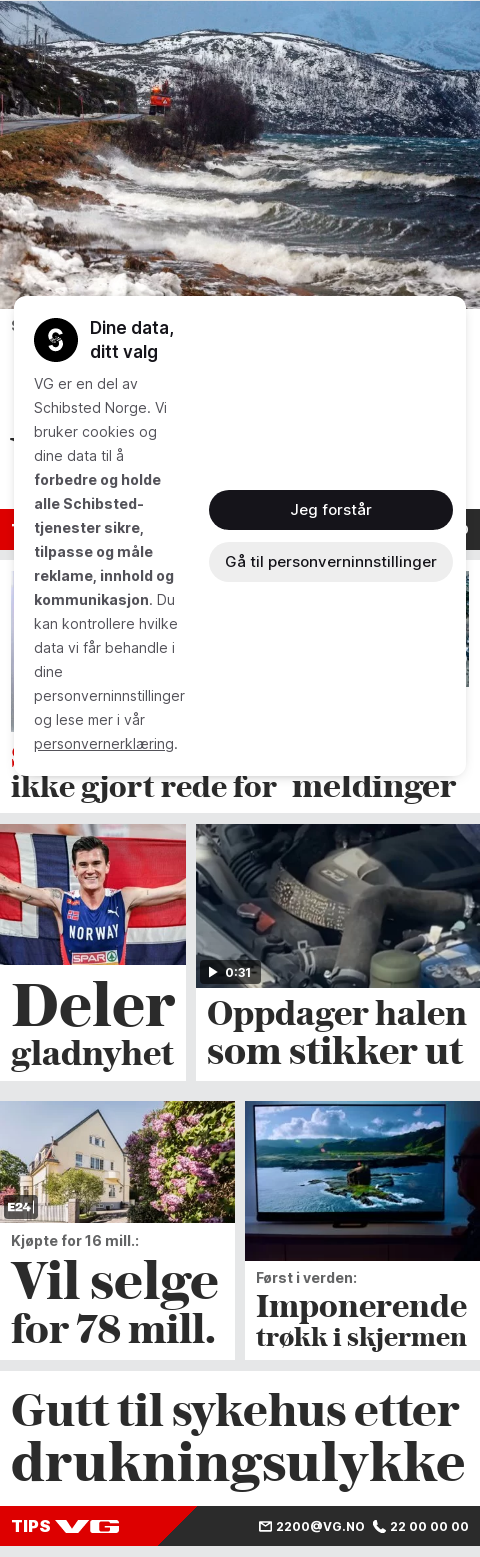 Dine data,
ditt valg
VG er en del av
Schibsted Norge. Vi
bruker cookies og
dine data til å
forbedre og holde
alle Schibsted-
tjenester sikre,
tilpasse og måle
reklame, innhold og
kommunikasjon. Du
kan kontrollere hvilke
data vi får behandle i
dine
personverninnstillinger
og lese mer i vår
personvernerklæring.
Jeg forstår
Gå til personverninnstillinger
ikke gjort rede for
meldinger
NORWAY
SPAR
Deler
gladnyhet
0:31
Oppdager halen
som stikker ut
E24
Kjøpte for 16 mill.:
Vil selge
for 78 mill.
Først i verden:
Imponerende
trøkk i skjermen
Gutt til sykehus etter
drukningsulykke
TIPS VG
2200@VG.NO 22 00 00 00